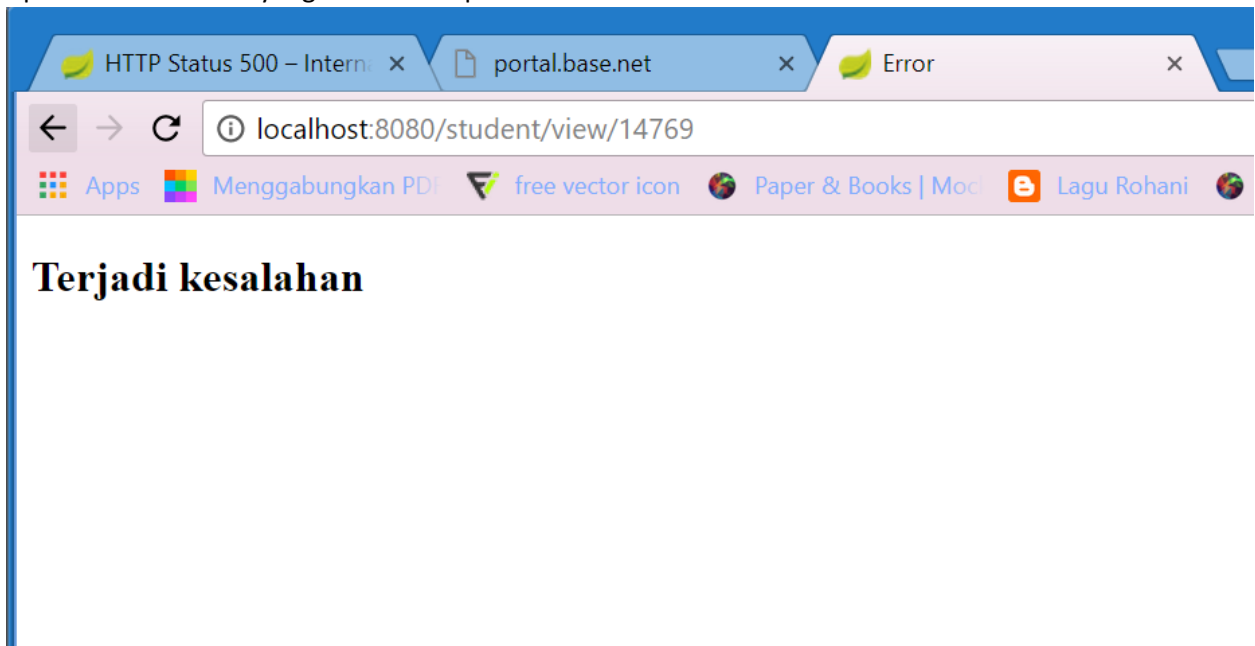 HTTP Status 500 – Intern
portal.base.net
Error
localhost:8080/student/view/14769
Apps
Menggabungkan PD
free vector icon
Paper & Books | Moc
Lagu Rohani
Terjadi kesalahan